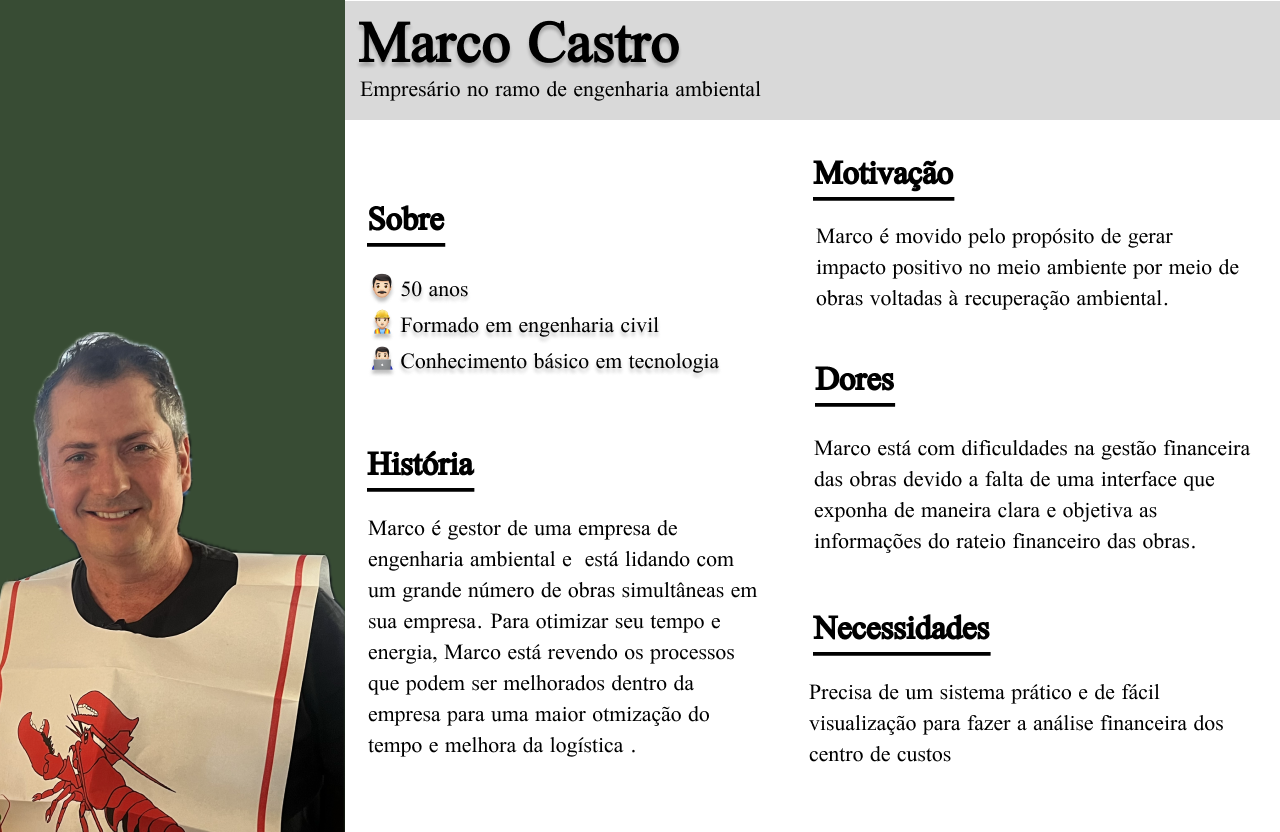 Marco Castro
Empresário no ramo de engenharia ambiental
Sobre
50 anos
Formado em engenharia civil
Conhecimento básico em tecnologia
História
Marco é gestor de uma empresa de
engenharia ambiental e  está lidando com
um grande número de obras simultâneas em
sua empresa. Para otimizar seu tempo e
energia, Marco está revendo os processos
que podem ser melhorados dentro da
empresa para uma maior otmização do
tempo e melhora da logística .
Motivação
Marco é movido pelo propósito de gerar
impacto positivo no meio ambiente por meio de
obras voltadas à recuperação ambiental.
Dores
Marco está com dificuldades na gestão financeira
das obras devido a falta de uma interface que
exponha de maneira clara e objetiva as
informações do rateio financeiro das obras.
Necessidades
Precisa de um sistema prático e de fácil
visualização para fazer a análise financeira dos
centro de custos